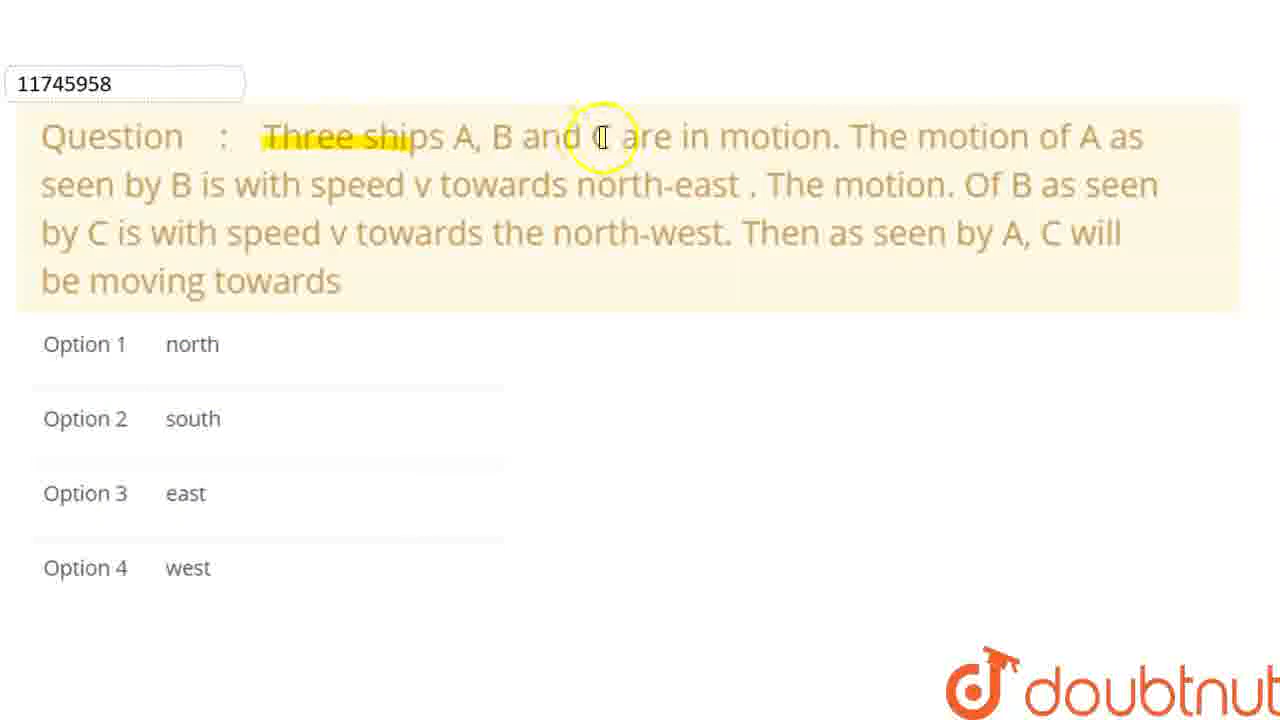 11745958
Question : Three ships A, B and C are in motion. The motion of A as
seen by B is with speed v towards north-east . The motion. Of B as seen
by C is with speed v towards the north-west. Then as seen by A, C will
be moving towards
Option 1 north
Option 2 south
Option 3 east
Option 4 west
doubtnut